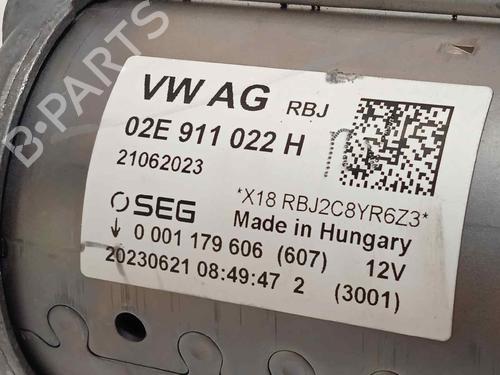 VW AG RBJ
02E 911 022 H
21062023
*X18 RBJ2C8YR6Z3*
SEG
Made in Hungary
0 001 179 606 (607) 12V
20230621 08:49:47 2 (3001)